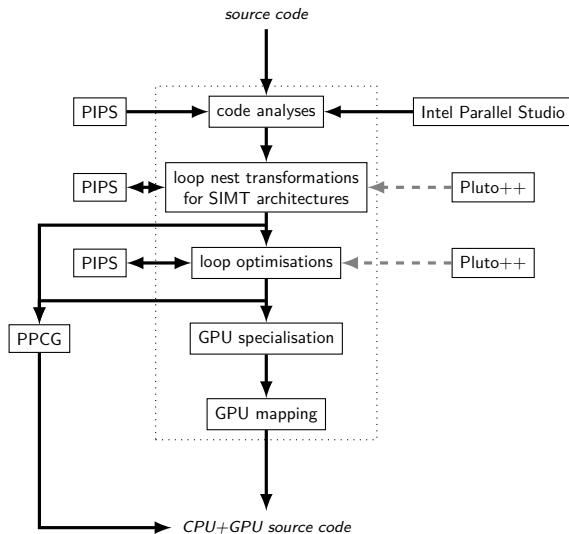 source code
PIPS
code analyses
Intel Parallel Studio
PIPS
loop nest transformations
for SIMT architectures
Pluto++
PIPS
loop optimisations
Pluto++
PPCG
GPU specialisation
GPU mapping
CPU+GPU source code